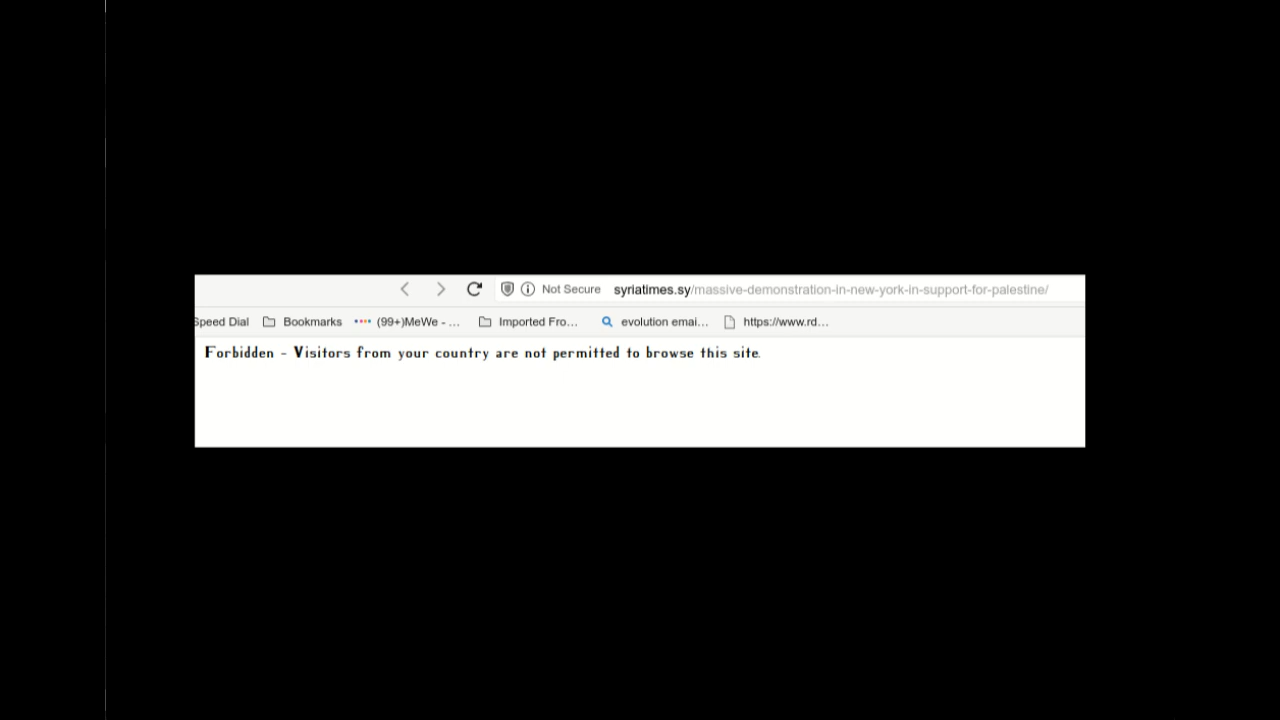 Not Secure syriatimes.sy/massive-demonstration-in-new-york-in-support-for-palestine/
Speed Dial Bookmarks (99+)MeWe - ... Imported Fro... evolution emai... https://www.rd...
Forbidden - Visitors from your country are not permitted to browse this site.